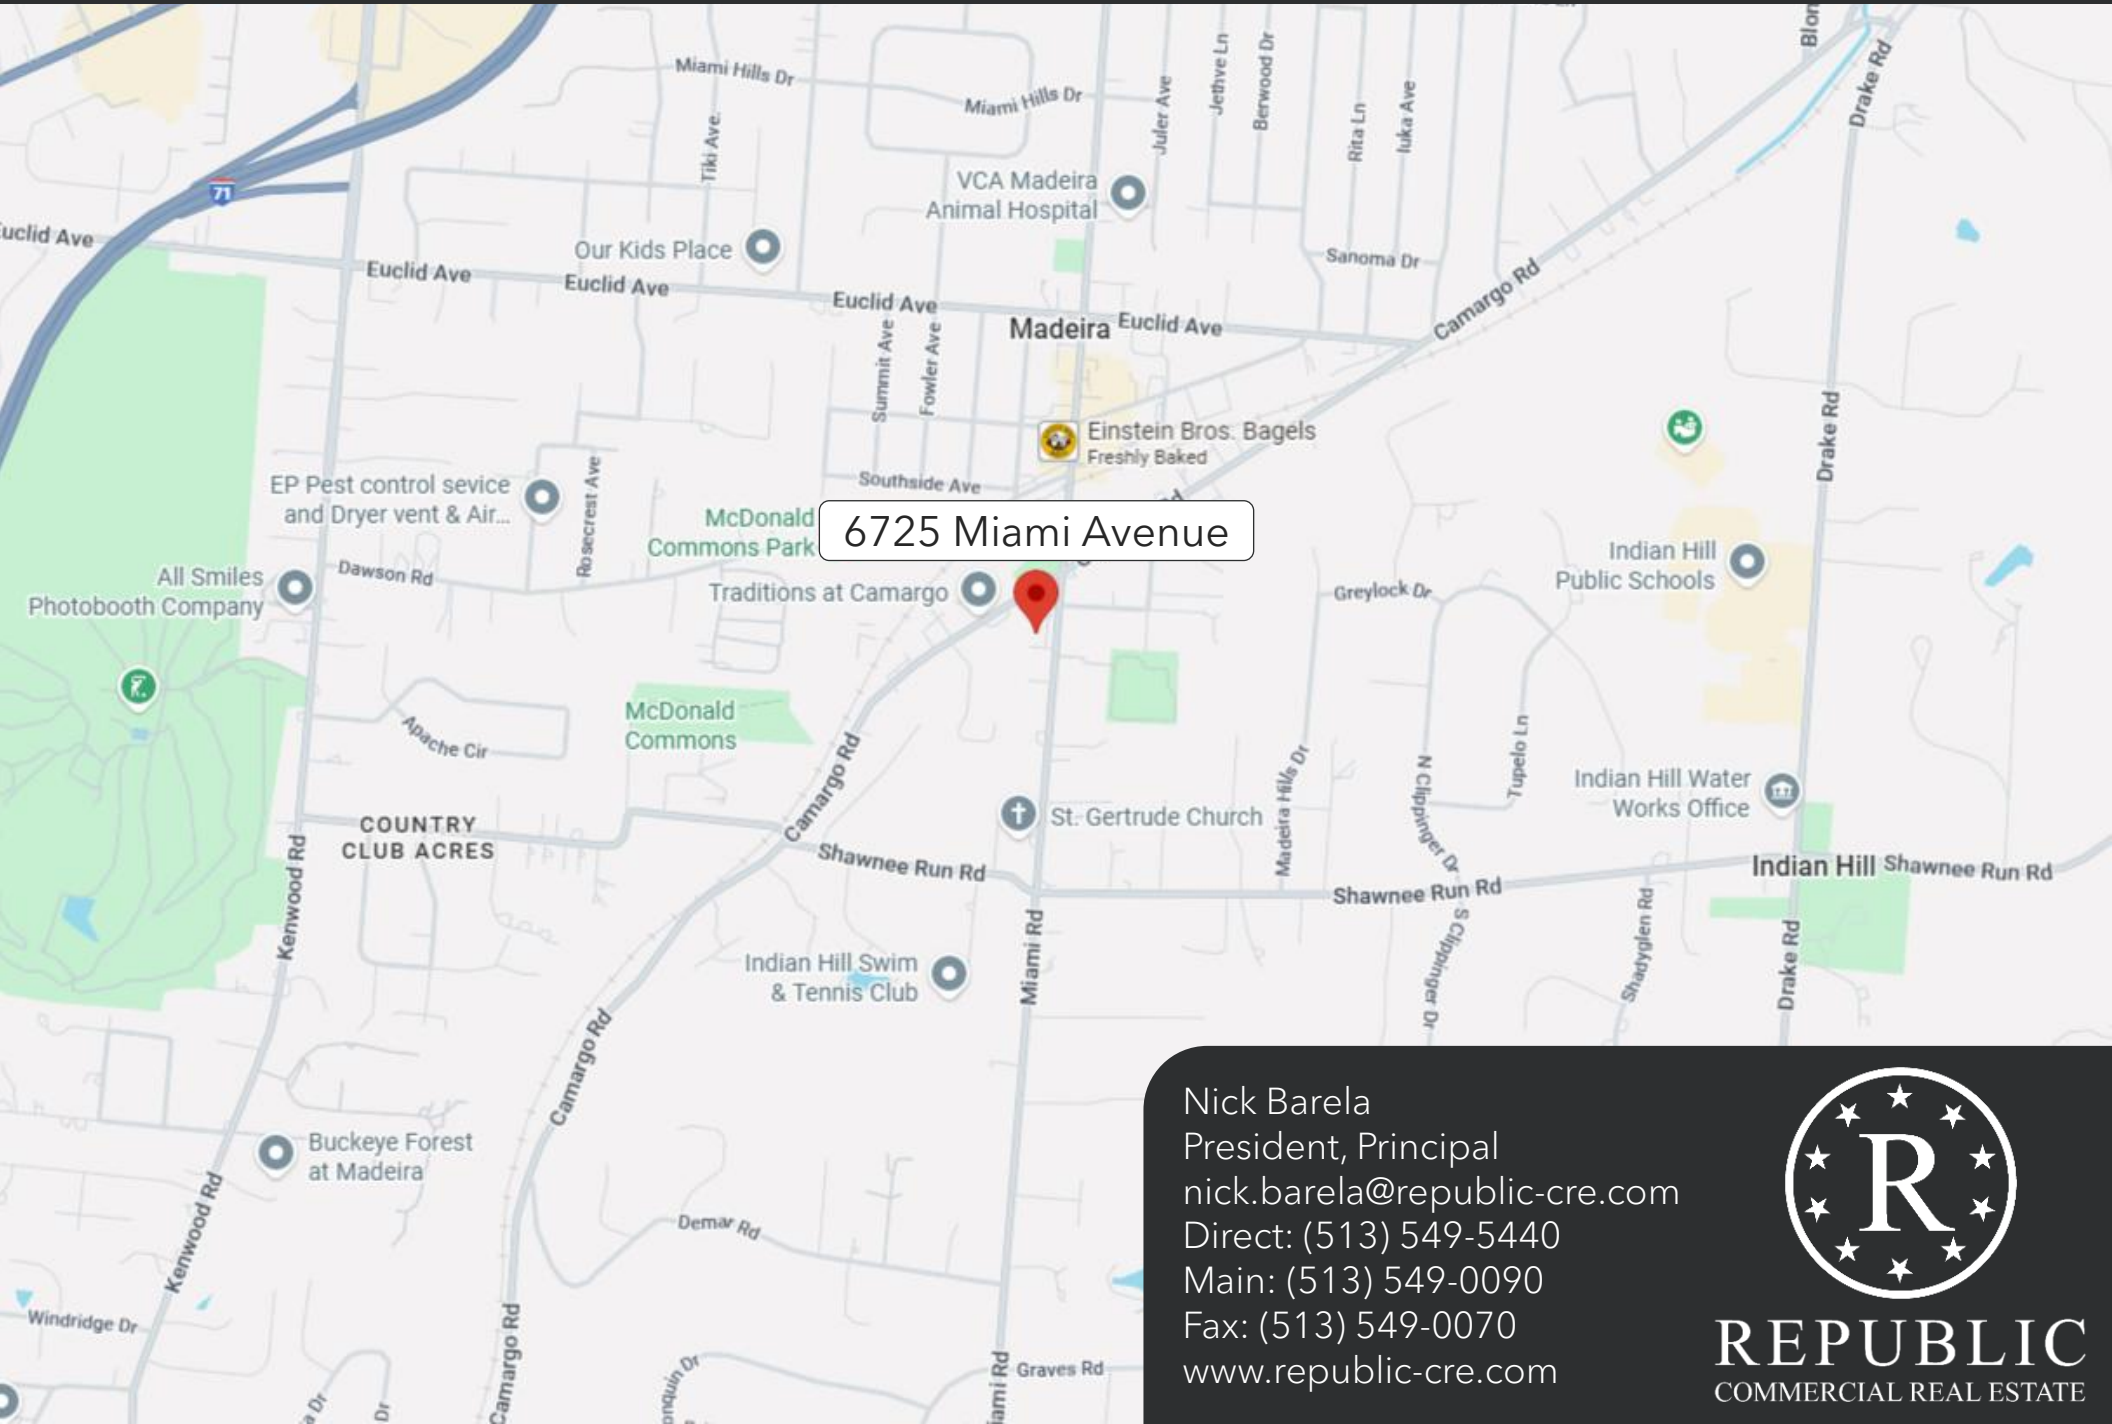 Miami Hills Dr
Miami Hills Dr
Tiki Ave.
Juler Ave
Jethve Ln
Berwood Dr
Rita Ln
Iuka Ave
Blon
Drake Rd
71
VCA Madeira
Animal Hospital
Euclid Ave
Our Kids Place
Euclid Ave
Euclid Ave
Euclid Ave
Sanoma Dr
Camargo Rd
Madeira
Euclid Ave
Summit Ave
Fowler Ave
Einstein Bros. Bagels
Freshly Baked
Drake Rd
Southside Ave
EP Pest control sevice
and Dryer vent & Air...
Rosecrest Ave
McDonald
Commons Park
6725 Miami Avenue
Indian Hill
Public Schools
Dawson Rd
All Smiles
Photobooth Company
Traditions at Camargo
Greylock Dr
McDonald
Commons
Apache Cir
Camargo Rd
Madeira Hills Dr
N Clippinger Dr
Tupelo Ln
Indian Hill Water
Works Office
St. Gertrude Church
COUNTRY
CLUB ACRES
Kenwood Rd
Shawnee Run Rd
Indian Hill
Shawnee Run Rd
Shawnee Run Rd
S Clippinger Dr
Shadyglen Rd
Drake Rd
Miami Rd
Indian Hill Swim
& Tennis Club
Camargo Rd
Buckeye Forest
at Madeira
Kenwood Rd
Demar Rd
Windridge Dr
Camargo Rd
onquin Dr
iami Rd
Graves Rd
a Dr
Dr
Nick Barela
President, Principal
nick.barela@republic-cre.com
Direct: (513) 549-5440
Main: (513) 549-0090
Fax: (513) 549-0070
www.republic-cre.com
R
REPUBLIC
COMMERCIAL REAL ESTATE